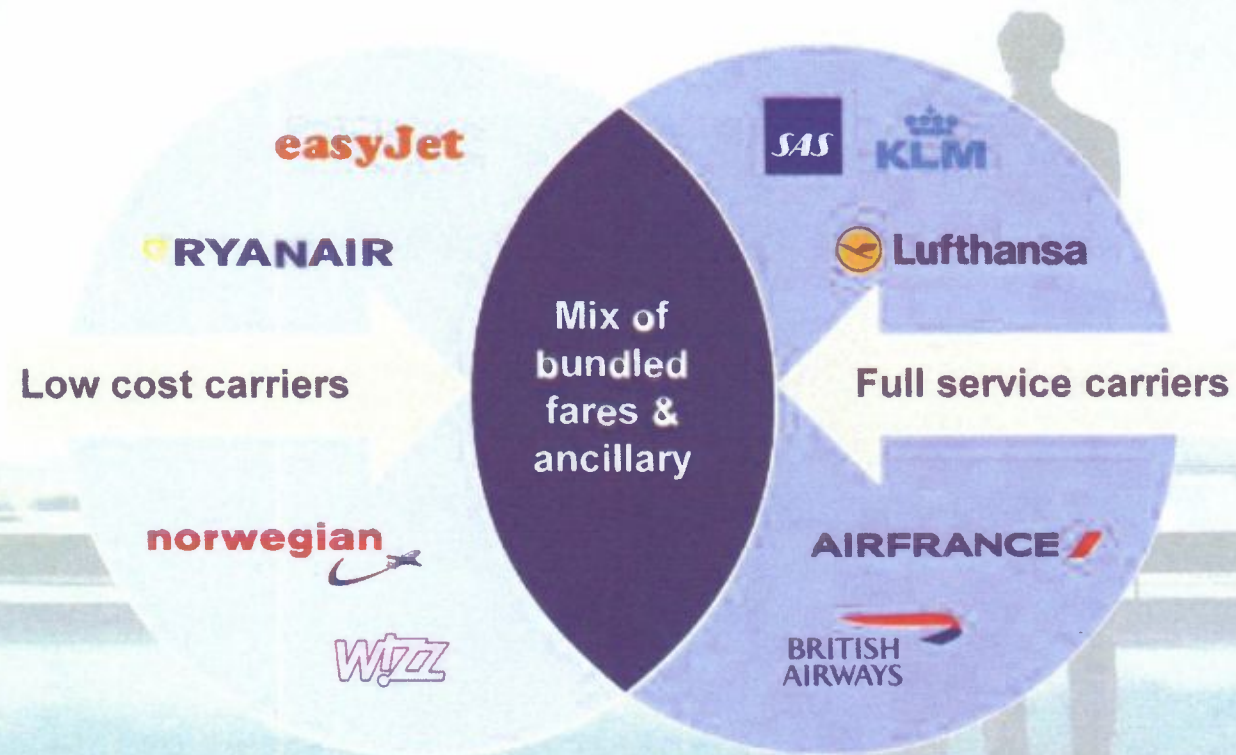 easyJet
RYANAIR
Low cost carriers
norwegian
W!ZZ
Mix of
bundled
fares &
ancillary
SAS
KLM
Lufthansa
Full service carriers
AIRFRANCE
BRITISH
AIRWAYS